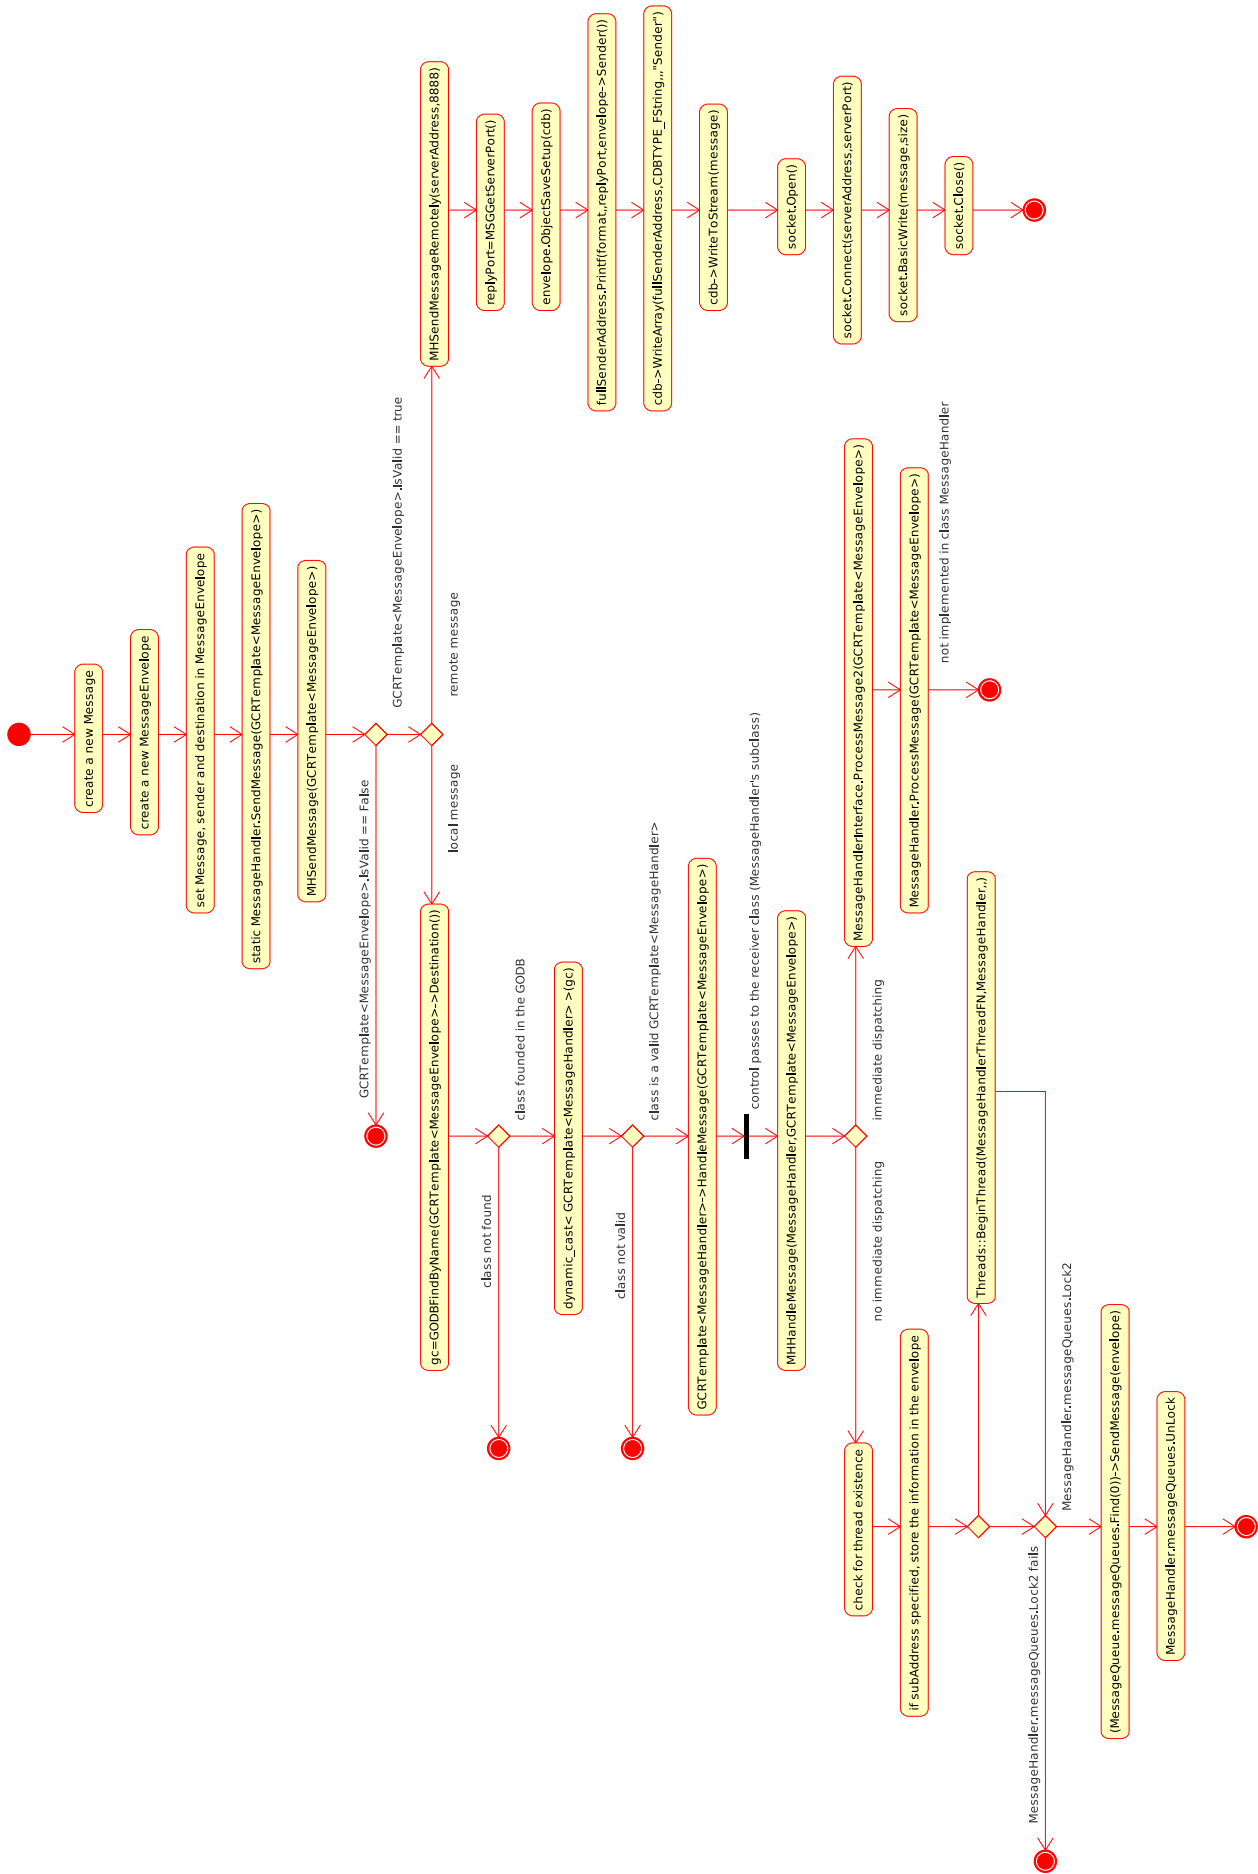 create a new Message
create a new MessageEnvelope
set Message, sender and destination in MessageEnvelope
static MessageHandler.SendMessage(GCRTemplate<MessageEnvelope>)
MHSendMessage(GCRTemplate<MessageEnvelope>)
GCRTemplate<MessageEnvelope>.IsValid == False
GCRTemplate<MessageEnvelope>.IsValid == true
local message
remote message
MHSendMessageRemotely(serverAddress,8888)
replyPort=MSGGetServerPort()
envelope.ObjectSaveSetup(cdb)
fullSenderAddress.Printf(format,replyPort,envelope->Sender())
cdb->WriteArray(fullSenderAddress,CDBTYPE_FString,,,"Sender")
cdb->WriteToStream(message)
socket.Open()
socket.Connect(serverAddress,serverPort)
socket.BasicWrite(message,size)
socket.Close()
gc=GODBFindByName(GCRTemplate<MessageEnvelope>->Destination())
class not found
class founded in the GODB
dynamic_cast< GCRTemplate<MessageHandler> >(gc)
class not valid
class is a valid GCRTemplate<MessageHandler>
GCRTemplate<MessageHandler>->HandleMessage(GCRTemplate<MessageEnvelope>)
control passes to the receiver class (MessageHandler's subclass)
MHHandleMessage(MessageHandler,GCRTemplate<MessageEnvelope>)
no immediate dispatching
immediate dispatching
MessageHandlerInterface.ProcessMessage2(GCRTemplate<MessageEnvelope>)
MessageHandler.ProcessMessage(GCRTemplate<MessageEnvelope>)
not implemented in class MessageHandler
check for thread existence
if subAddress specified, store the information in the envelope
Threads::BeginThread(MessageHandlerThreadFN,MessageHandler,,)
MessageHandler.messageQueues.Lock2 fails
MessageHandler.messageQueues.Lock2
(MessageQueue.messageQueues.Find(0))->SendMessage(envelope)
MessageHandler.messageQueues.UnLock